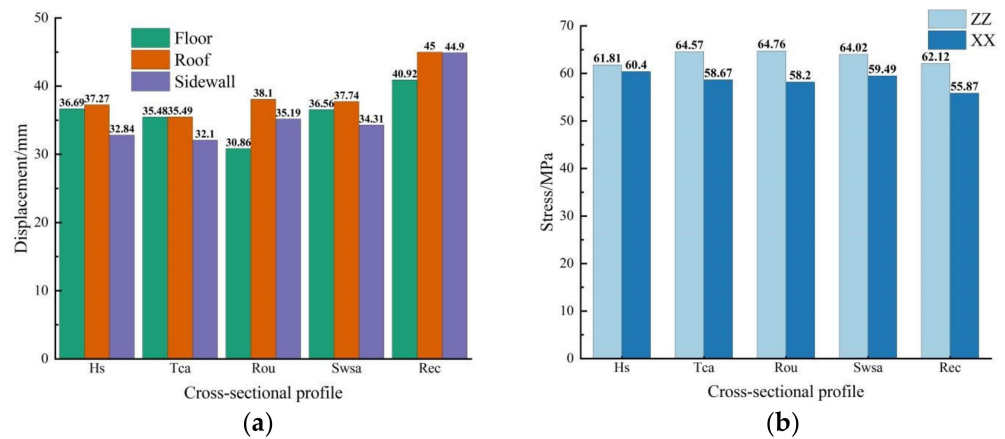 50
40
30
20
10
0
Displacement/mm
Floor
Roof
Sidewall
36.69 37.27 32.84
35.48 35.49 32.1
30.86 38.1 35.19
36.56 37.74 34.31
40.92 45 44.9
Hs Tca Rou Swsa Rec
Cross-sectional profile
(a)
70
60
50
40
30
20
10
0
Stress/MPa
ZZ
XX
61.81 60.4
64.57 58.67
64.76 58.2
64.02 59.49
62.12 55.87
Hs Tca Rou Swsa Rec
Cross-sectional profile
(b)